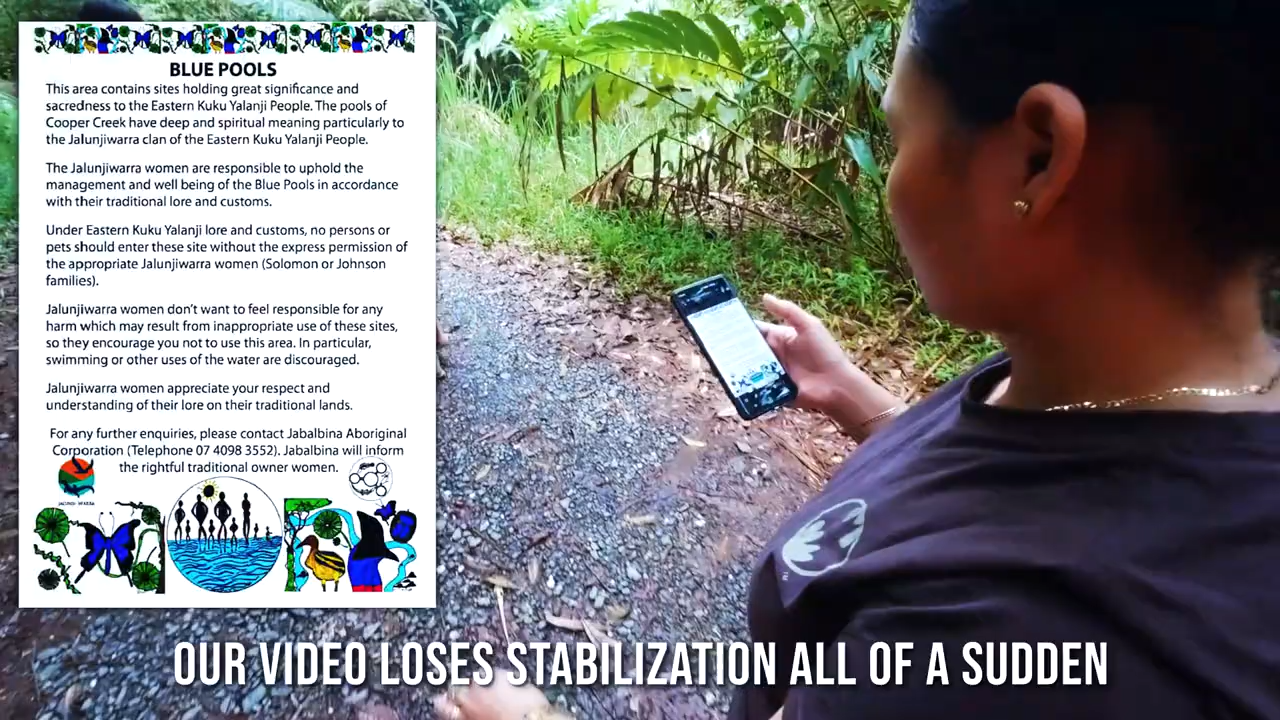 BLUE POOLS
This area contains sites holding great significance and
sacredness to the Eastern Kuku Yalanji People. The pools of
Cooper Creek have deep and spiritual meaning particularly to
the Jalunjiwarra clan of the Eastern Kuku Yalanji People.
The Jalunjiwarra women are responsible to uphold the
management and well being of the Blue Pools in accordance
with their traditional lore and customs.
Under Eastern Kuku Yalanji lore and customs, no persons or
pets should enter these site without the express permission of
the appropriate Jalunjiwarra women (Solomon or Johnson
families).
Jalunjiwarra women don't want to feel responsible for any
harm which may result from inappropriate use of these sites,
so they encourage you not to use this area. In particular,
swimming or other uses of the water are discouraged.
Jalunjiwarra women appreciate your respect and
understanding of their lore on their traditional lands.
For any further enquiries, please contact Jabalbina Aboriginal
Corporation (Telephone 07 4098 3552). Jabalbina will inform
the rightful traditional owner women.
OUR VIDEO LOSES STABILIZATION ALL OF A SUDDEN